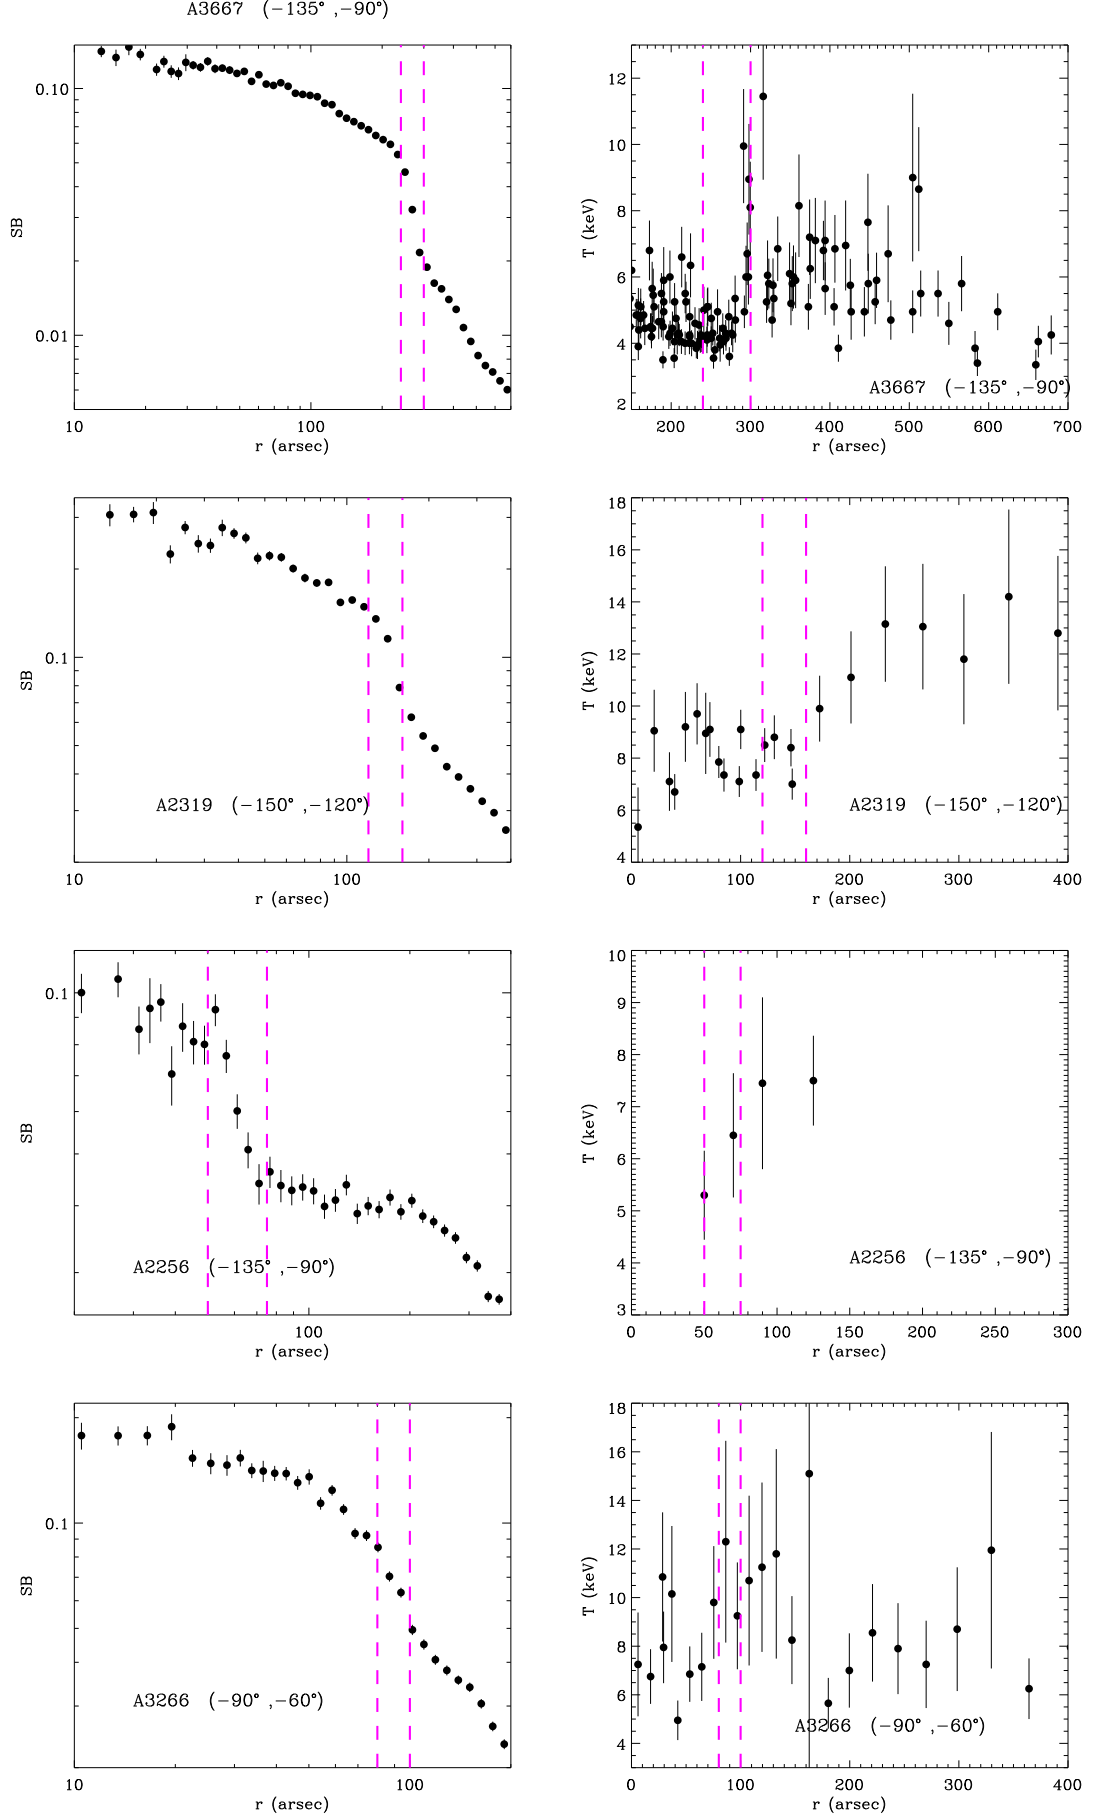 A3667 (−135° ,−90°)
0.10
0.01
SB
10 100
r (arsec)
12
10
8
6
4
2
T (keV)
A3667 (−135° ,−90°)
200 300 400 500 600 700
r (arsec)
0.1
SB
A2319 (−150° ,−120°)
10 100
r (arsec)
18
16
14
12
10
8
6
4
T (keV)
A2319 (−150° ,−120°)
0 100 200 300 400
r (arsec)
0.1
SB
A2256 (−135° ,−90°)
100
r (arsec)
10
9
8
7
6
5
4
3
T (keV)
A2256 (−135° ,−90°)
0 50 100 150 200 250 300
r (arsec)
0.1
SB
A3266 (−90° ,−60°)
10 100
r (arsec)
18
16
14
12
10
8
6
4
T (keV)
A3266 (−90° ,−60°)
0 100 200 300 400
r (arsec)